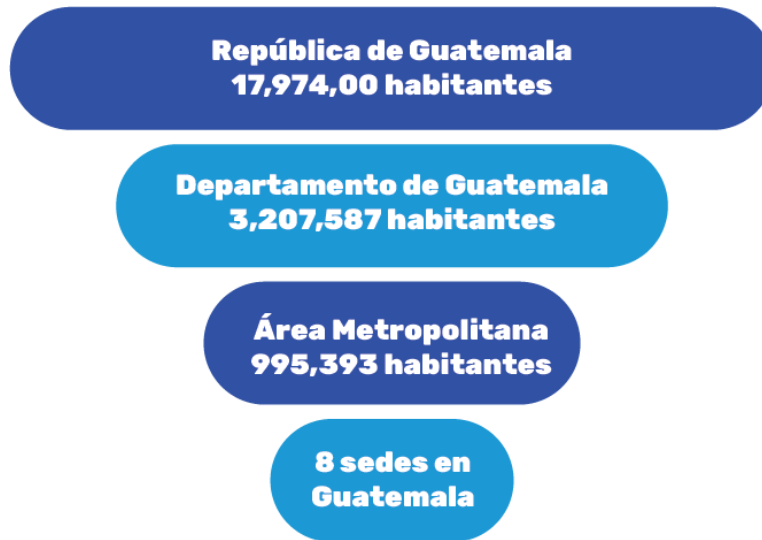 República de Guatemala
17,974,00 habitantes
Departamento de Guatemala
3,207,587 habitantes
Área Metropolitana
995,393 habitantes
8 sedes en
Guatemala